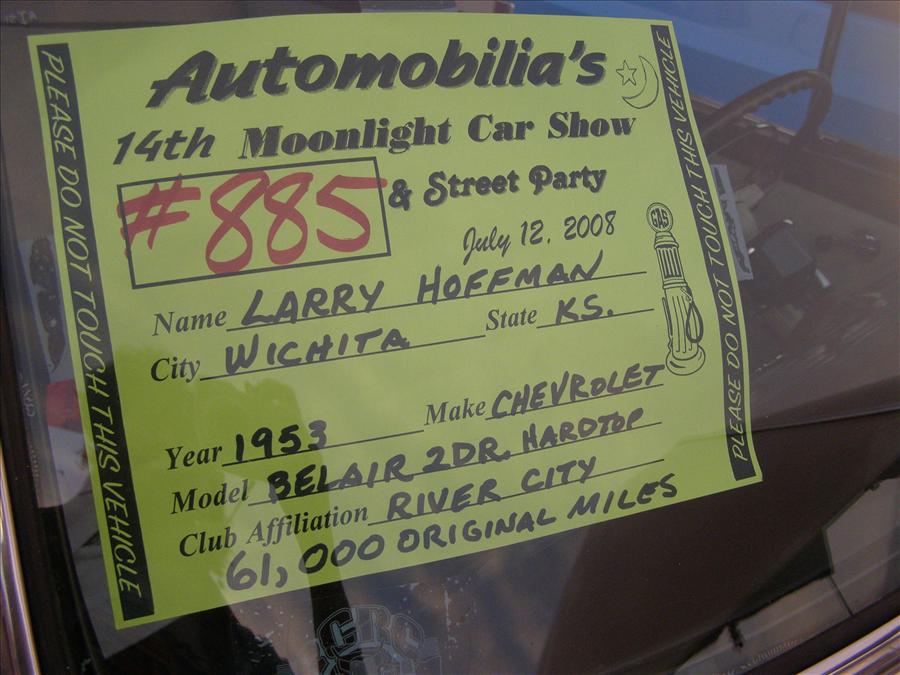 Automobilia's
14th Moonlight Car Show
#885 & Street Party
July 12, 2008
Name LARRY HOFFMAN
City WICHITA State KS.
Year 1953 Make CHEVROLET
Model BELAIR 2DR. HARDTOP
Club Affiliation RIVER CITY
61,000 ORIGINAL MILES
PLEASE DO NOT TOUCH THIS VEHICLE
PLEASE DO NOT TOUCH THIS VEHICLE
GAS